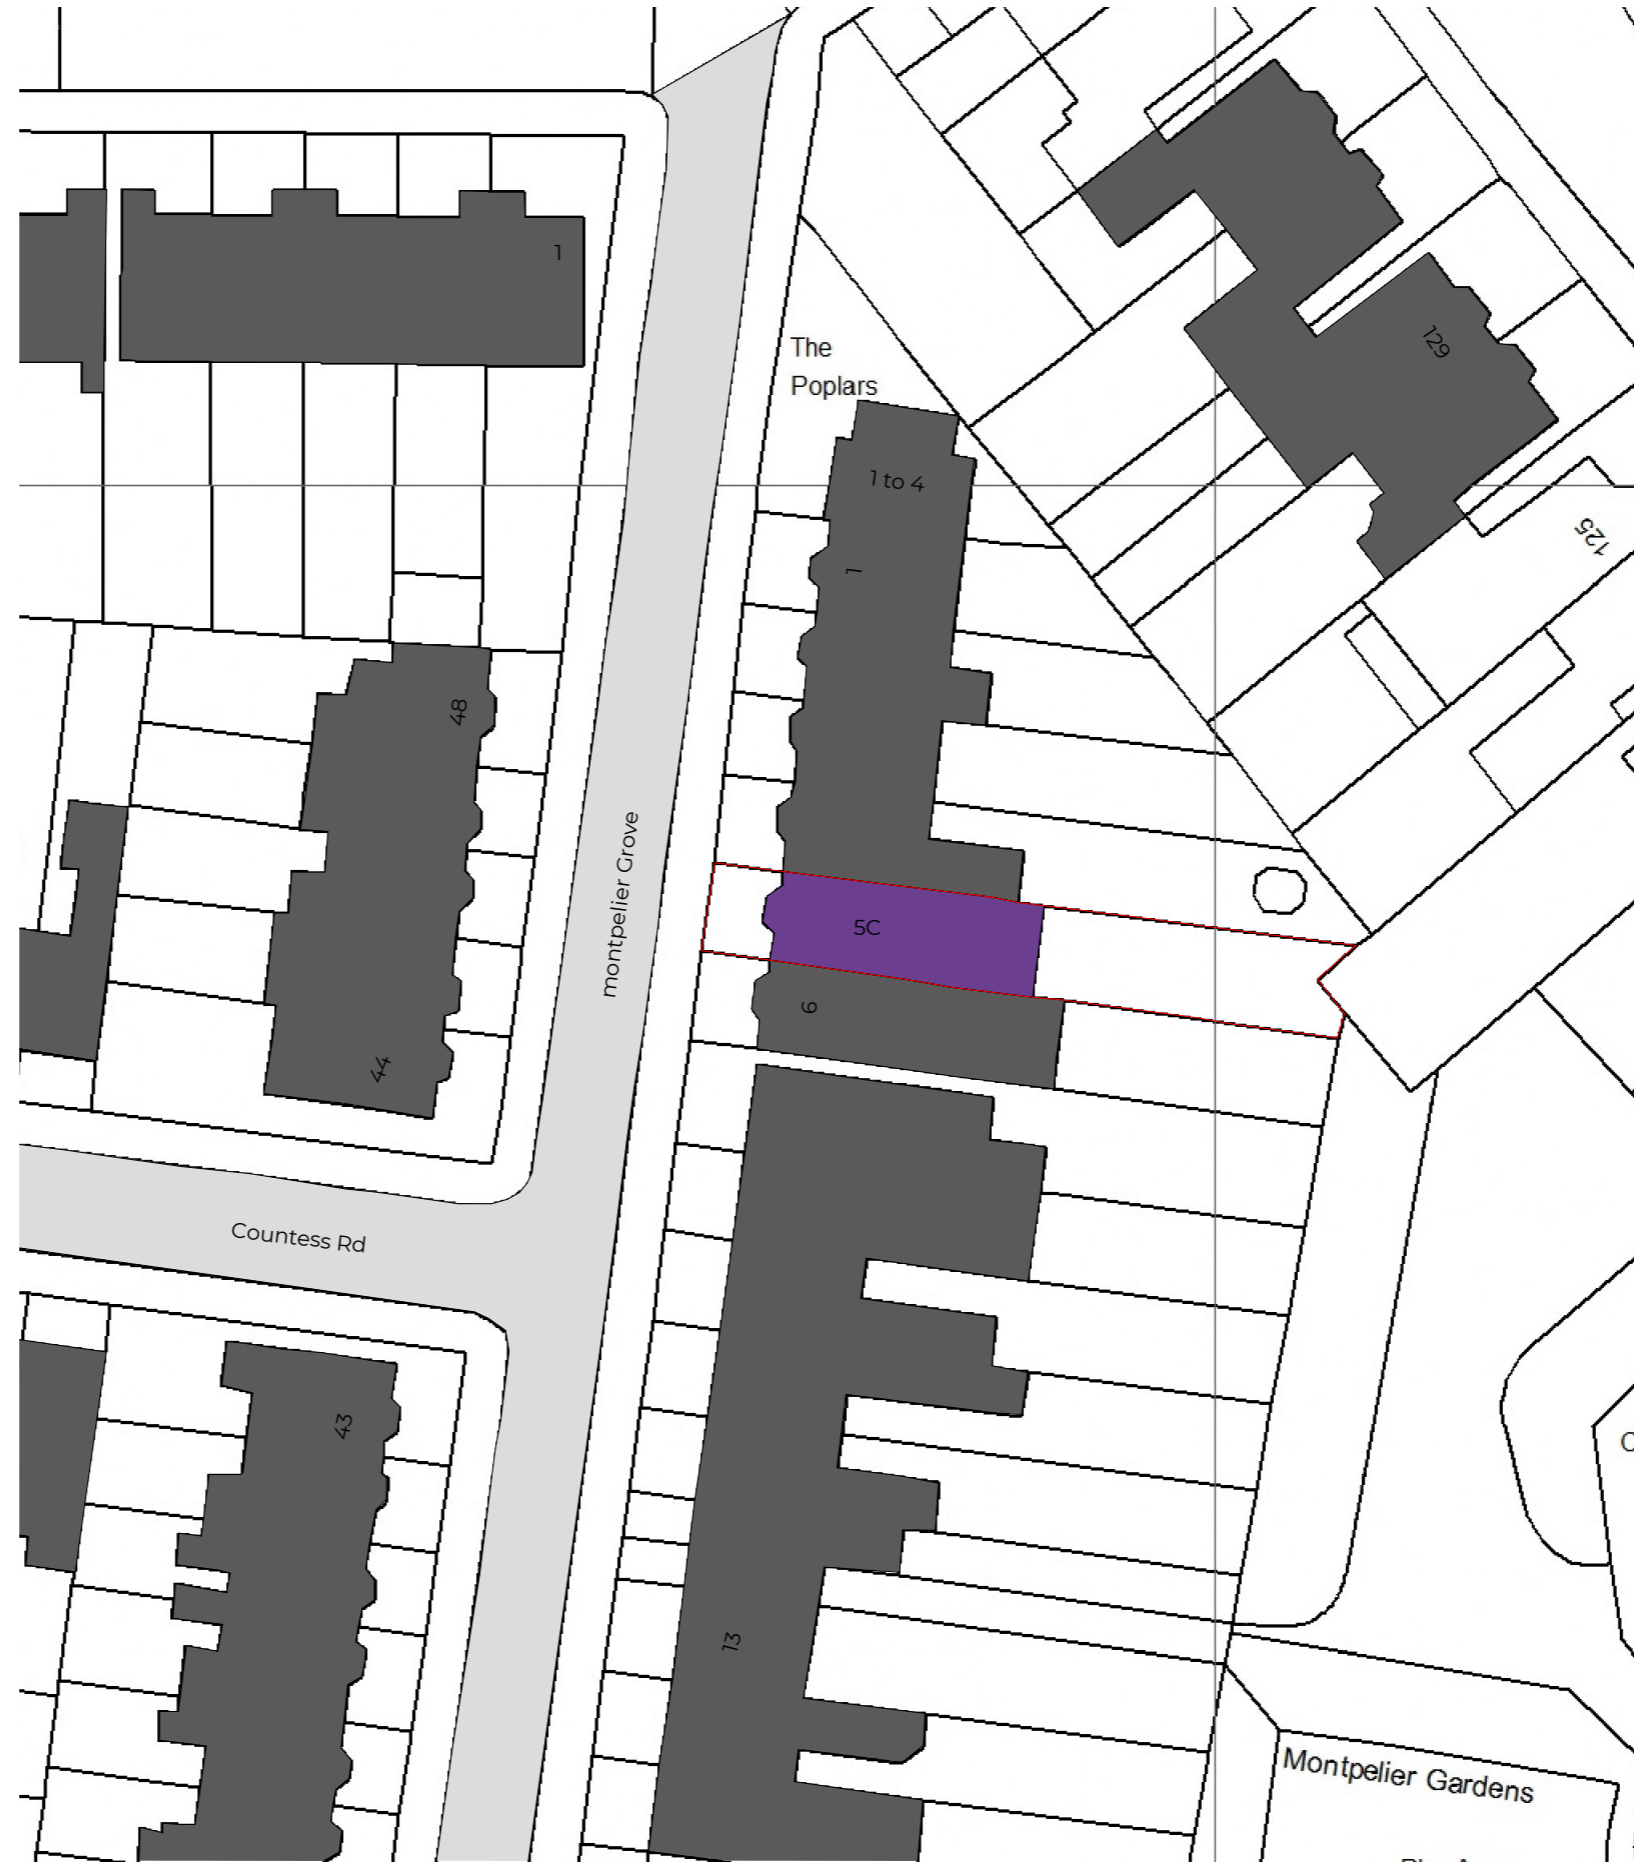 1
The
Poplars
1 to 4
1
129
125
48
montpelier Grove
5C
6
44
Countess Rd
43
13
Montpelier Gardens